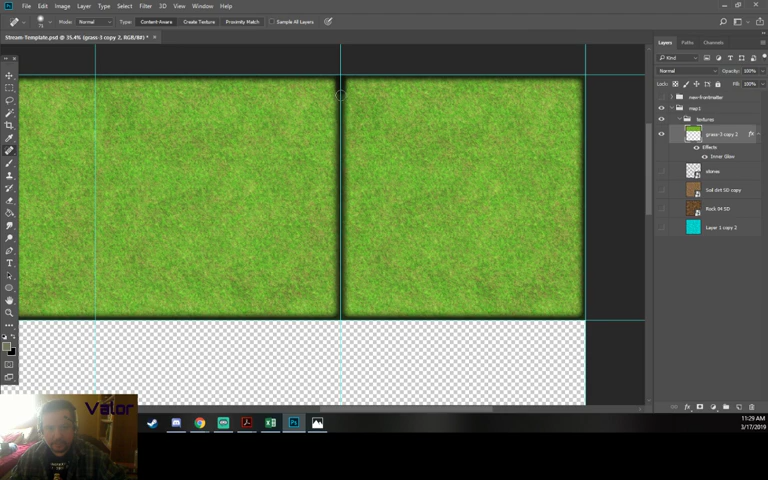 Ps File Edit Image Layer Type Select Filter 3D View Window Help
Mode: Normal Type: Content-Aware Create Texture Proximity Match Sample All Layers
Stream-Template.psd @ 35.4% (grass-3 copy 2, RGB/8#) *
Layers Paths Channels
Kind
Normal Opacity: 100%
Lock: Fill: 100%
map1
textures
grass-3 copy 2 fx
Effects
Inner Glow
stones
Soil dirt SD copy
Rock 04 SD
Layer 1 copy 2
Valor
11:29 AM
3/17/2019